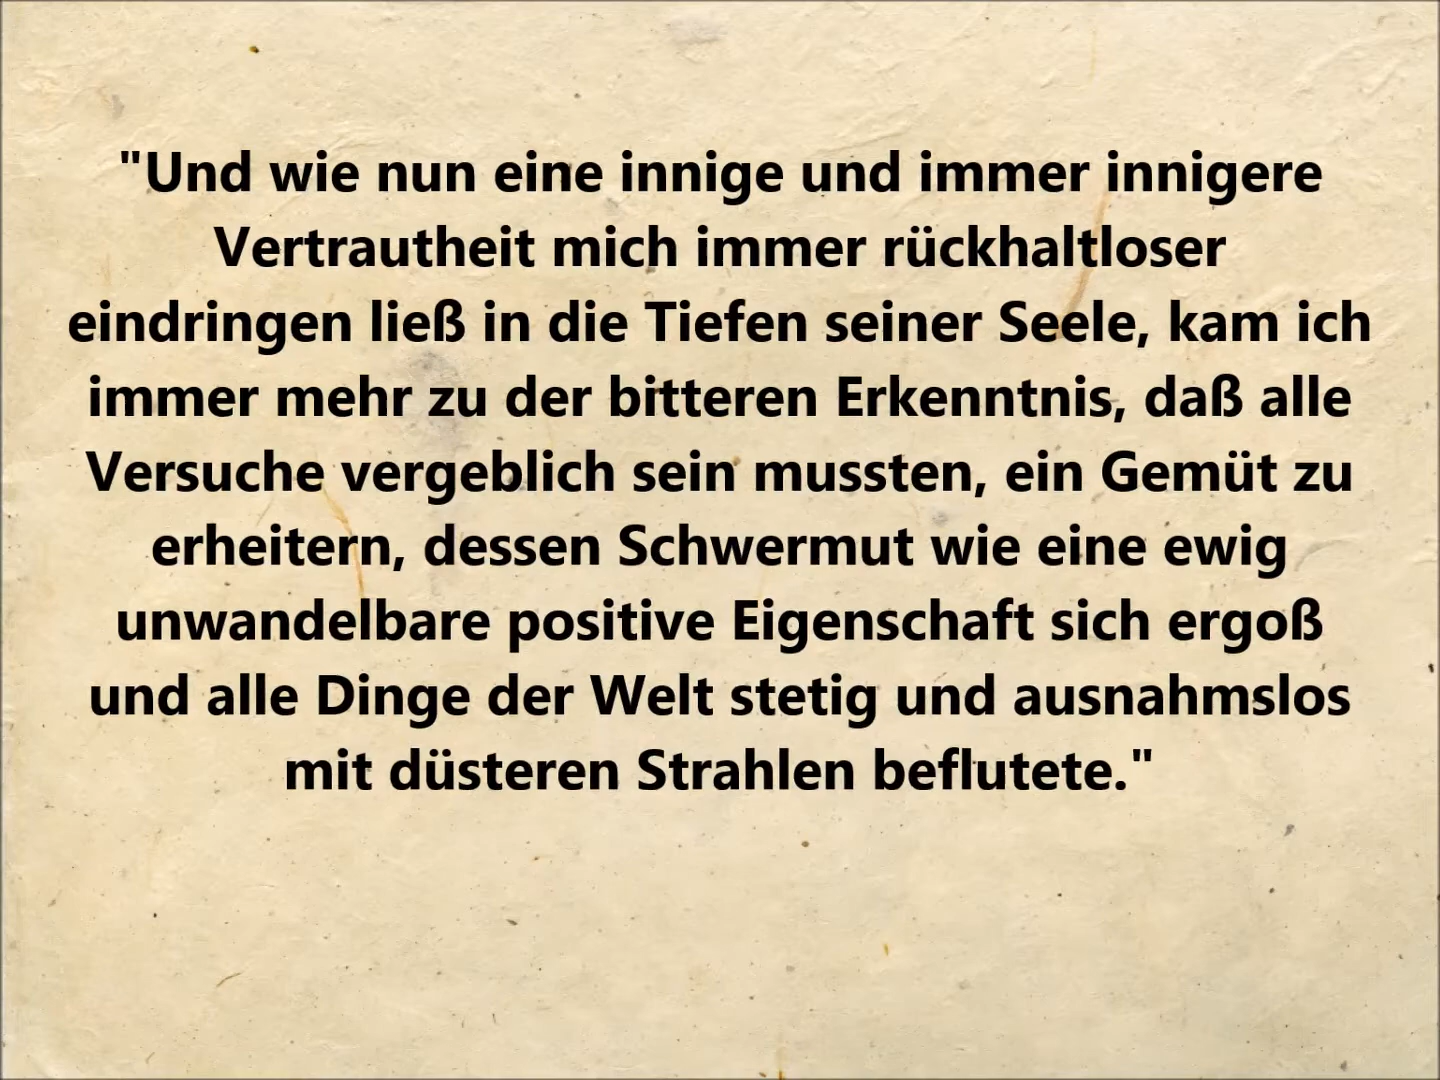 "Und wie nun eine innige und immer innigere
Vertrautheit mich immer rückhaltloser
eindringen ließ in die Tiefen seiner Seele, kam ich
immer mehr zu der bitteren Erkenntnis, daß alle
Versuche vergeblich sein mussten, ein Gemüt zu
erheitern, dessen Schwermut wie eine ewig
unwandelbare positive Eigenschaft sich ergoß
und alle Dinge der Welt stetig und ausnahmslos
mit düsteren Strahlen beflutete."